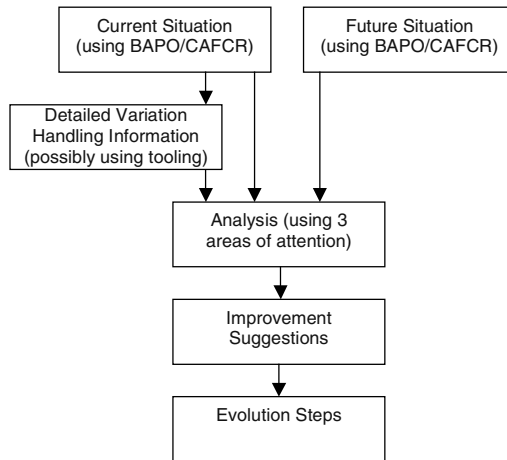 Current Situation
(using BAPO/CAFCR)
Future Situation
(using BAPO/CAFCR)
Detailed Variation
Handling Information
(possibly using tooling)
Analysis (using 3
areas of attention)
Improvement
Suggestions
Evolution Steps